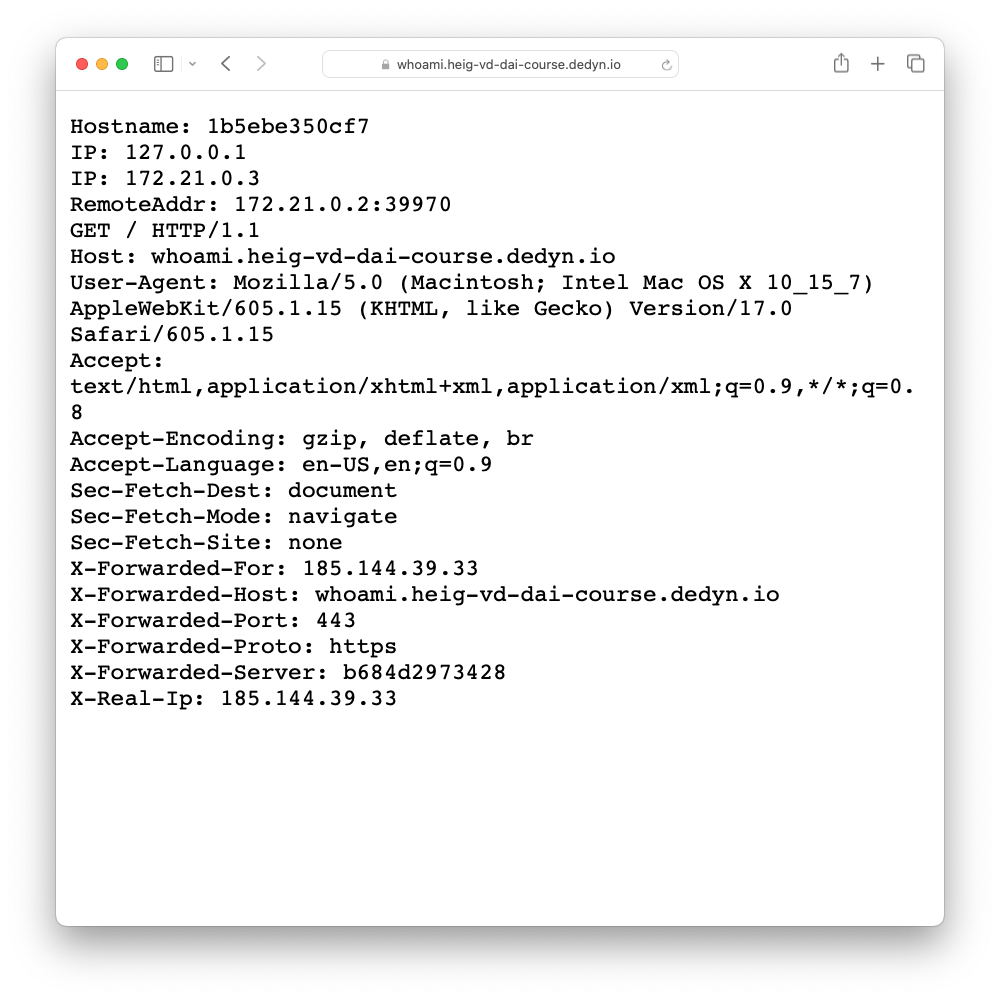 whoami.heig-vd-dai-course.dedyn.io
Hostname: 1b5ebe350cf7
IP: 127.0.0.1
IP: 172.21.0.3
RemoteAddr: 172.21.0.2:39970
GET / HTTP/1.1
Host: whoami.heig-vd-dai-course.dedyn.io
User-Agent: Mozilla/5.0 (Macintosh; Intel Mac OS X 10_15_7)
AppleWebKit/605.1.15 (KHTML, like Gecko) Version/17.0
Safari/605.1.15
Accept:
text/html,application/xhtml+xml,application/xml;q=0.9,*/*;q=0.
8
Accept-Encoding: gzip, deflate, br
Accept-Language: en-US,en;q=0.9
Sec-Fetch-Dest: document
Sec-Fetch-Mode: navigate
Sec-Fetch-Site: none
X-Forwarded-For: 185.144.39.33
X-Forwarded-Host: whoami.heig-vd-dai-course.dedyn.io
X-Forwarded-Port: 443
X-Forwarded-Proto: https
X-Forwarded-Server: b684d2973428
X-Real-Ip: 185.144.39.33